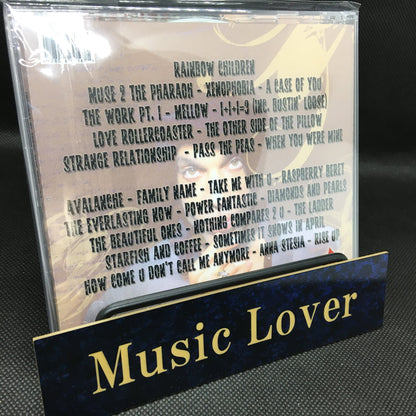 RAINBOW CHILDREN
MUSE 2 THE PHARAOH - XENOPHOBIA - A CASE OF YOU
THE WORK PT. 1 - MELLOW - 1+1+1=3 (INC. BUSTIN' LOOSE)
LOVE ROLLERCOASTER - THE OTHER SIDE OF THE PILLOW
STRANGE RELATIONSHIP - PASS THE PEAS - WHEN YOU WERE MINE
AVALANCHE - FAMILY NAME - TAKE ME WITH U - RASPBERRY BERET
THE EVERLASTING NOW - POWER FANTASTIC - DIAMONDS AND PEARLS
THE BEAUTIFUL ONES - NOTHING COMPARES 2 U - THE LADDER
STARFISH AND COFFEE - SOMETIMES IT SNOWS IN APRIL
HOW COME U DON'T CALL ME ANYMORE - ANNA STESIA - RISE UP
Music Lover